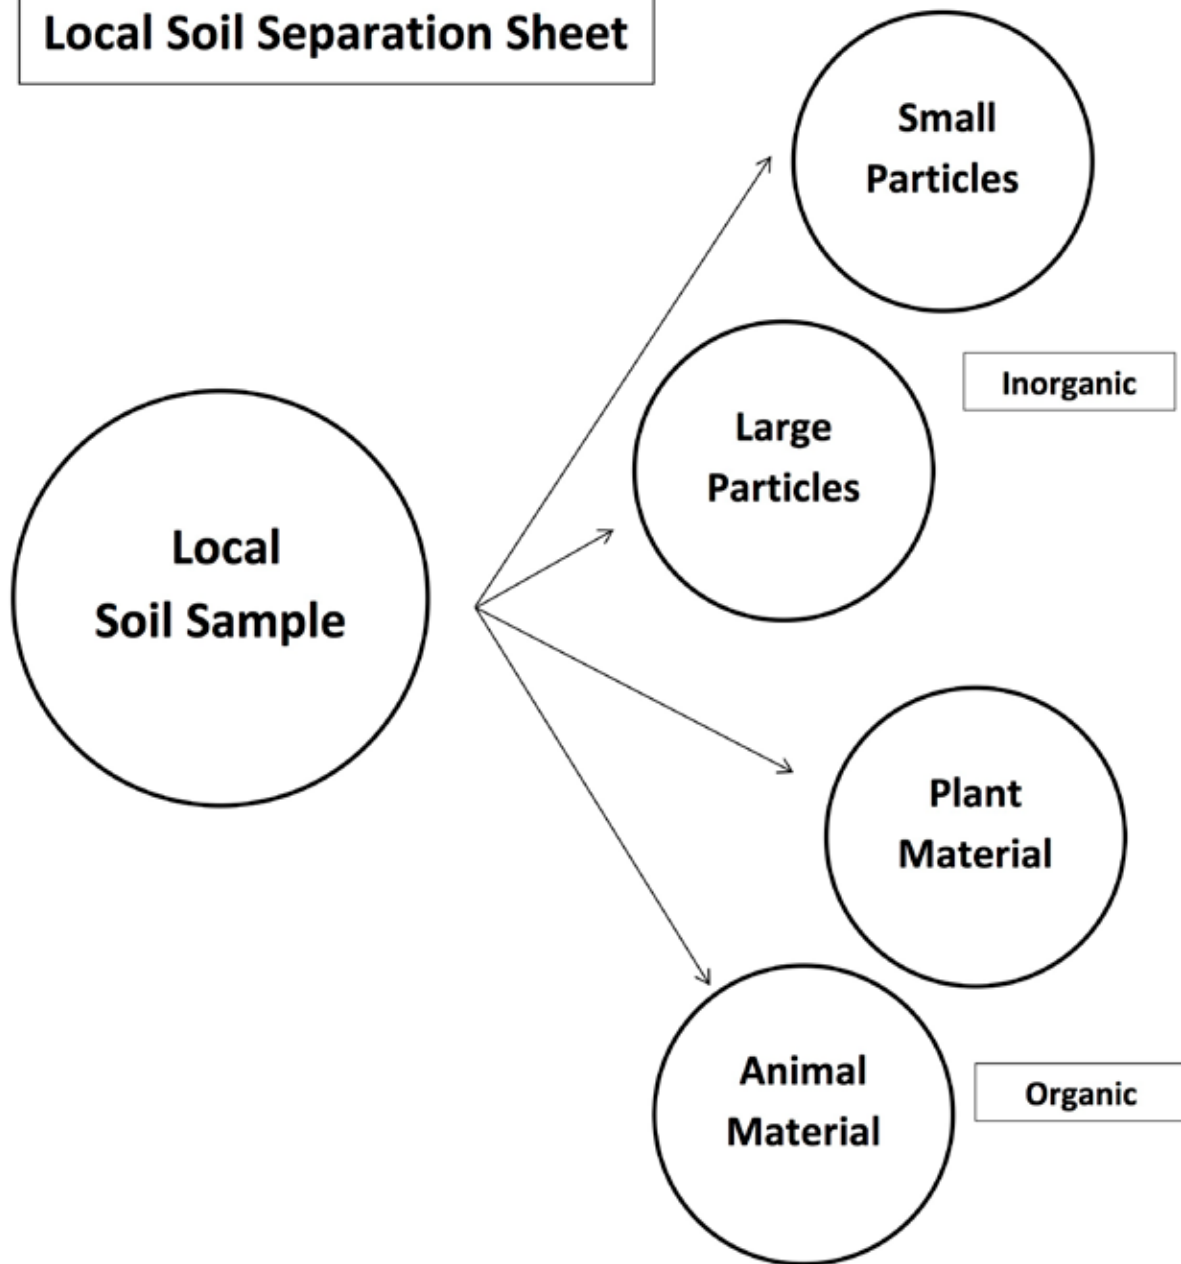 Local Soil Separation Sheet
Small
Particles
Inorganic
Large
Particles
Local
Soil Sample
Plant
Material
Animal
Material
Organic